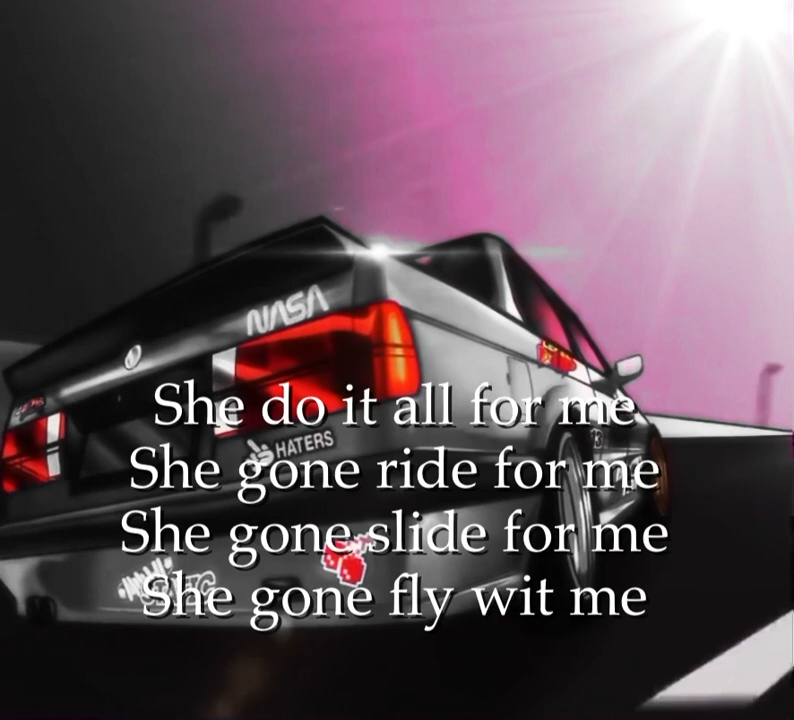 NASA
She do it all for me
HATERS
She gone ride for me
She gone slide for me
She gone fly wit me